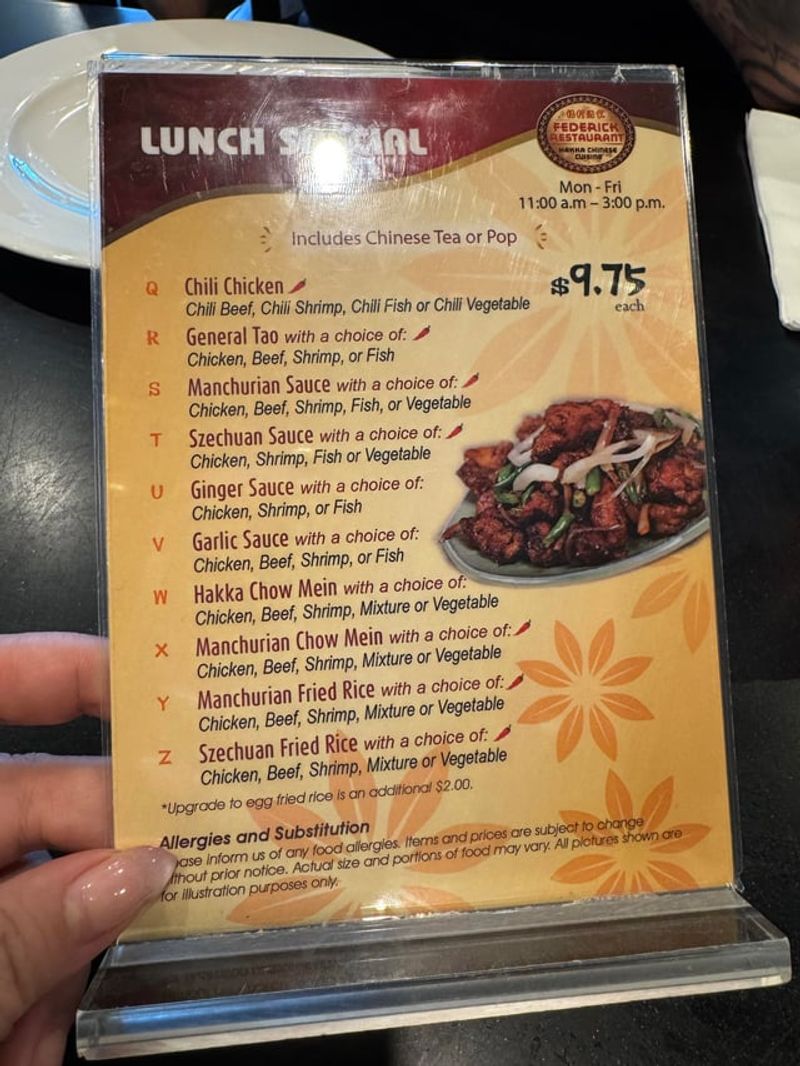 LUNCH SPECIAL
FEDERICK
RESTAURANT
HAKKA CHINESE
CUISINE
Mon - Fri
11:00 a.m – 3:00 p.m.
Includes Chinese Tea or Pop
$9.75
each
Q Chili Chicken
Chili Beef, Chili Shrimp, Chili Fish or Chili Vegetable
R General Tao with a choice of:
Chicken, Beef, Shrimp, or Fish
S Manchurian Sauce with a choice of:
Chicken, Beef, Shrimp, Fish, or Vegetable
T Szechuan Sauce with a choice of:
Chicken, Shrimp, Fish or Vegetable
U Ginger Sauce with a choice of:
Chicken, Shrimp, or Fish
V Garlic Sauce with a choice of:
Chicken, Beef, Shrimp, or Fish
W Hakka Chow Mein with a choice of:
Chicken, Beef, Shrimp, Mixture or Vegetable
X Manchurian Chow Mein with a choice of:
Chicken, Beef, Shrimp, Mixture or Vegetable
Y Manchurian Fried Rice with a choice of:
Chicken, Beef, Shrimp, Mixture or Vegetable
Z Szechuan Fried Rice with a choice of:
Chicken, Beef, Shrimp, Mixture or Vegetable
*Upgrade to egg fried rice is an additional $2.00.
Allergies and Substitution
Please inform us of any food allergies. Items and prices are subject to change
without prior notice. Actual size and portions of food may vary. All pictures shown are
for illustration purposes only.